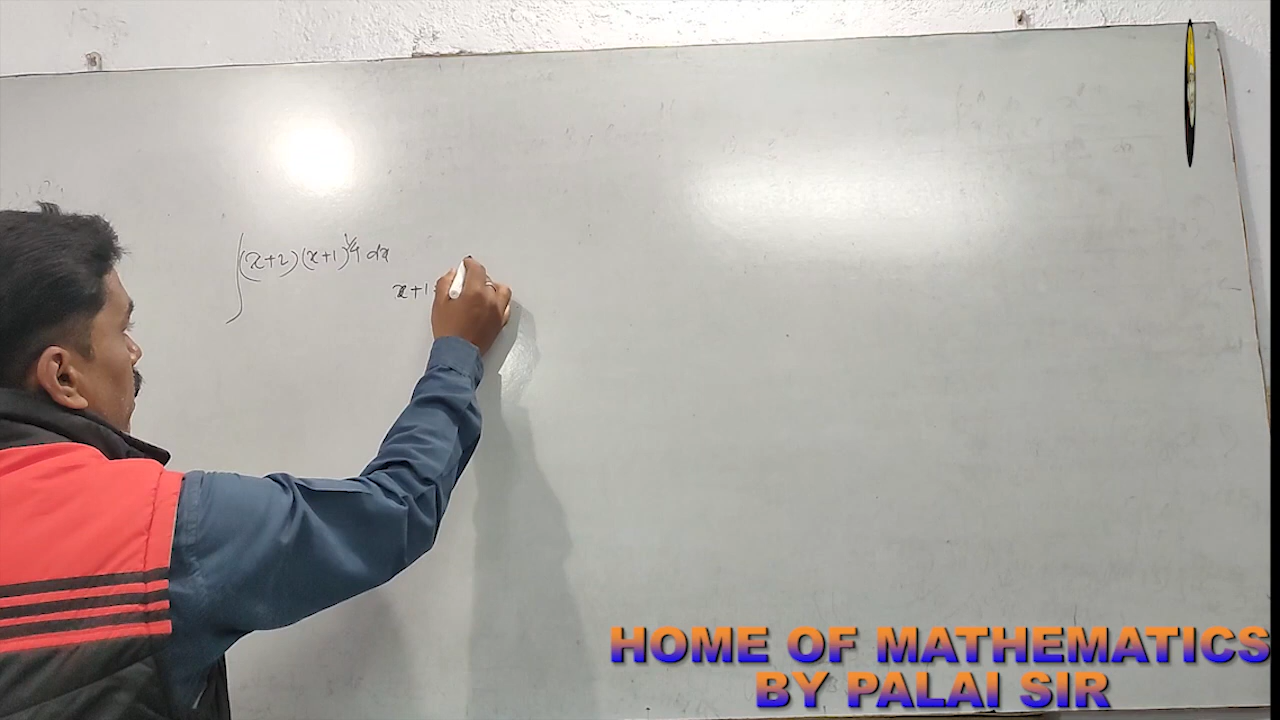 ∫(x+2)(x+1)^1/4 dx
x+1
HOME OF MATHEMATICS
BY PALAI SIR